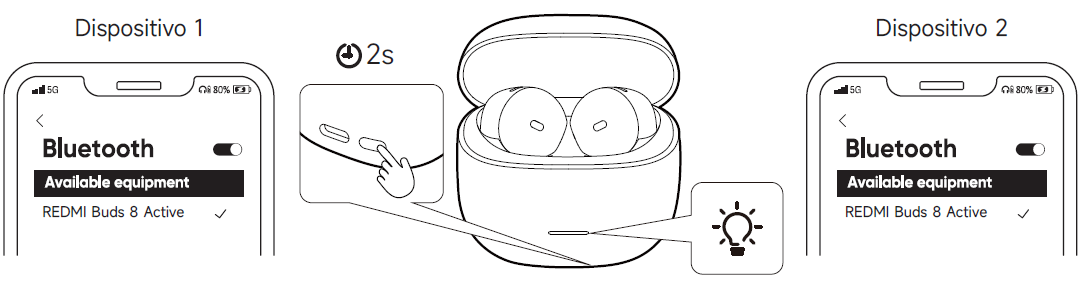 Dispositivo 1
5G
80%
Bluetooth
Available equipment
REDMI Buds 8 Active
2s
Dispositivo 2
5G
80%
Bluetooth
Available equipment
REDMI Buds 8 Active